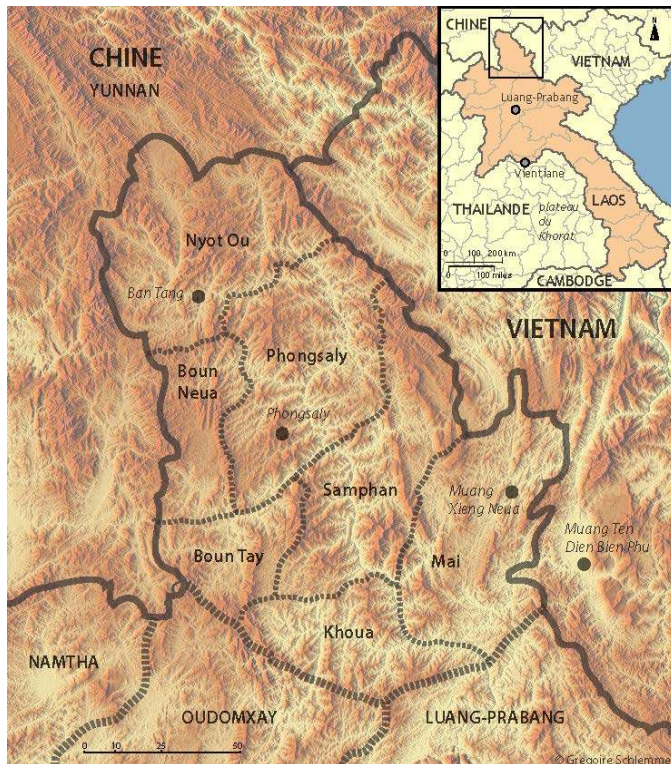 CHINE
YUNNAN
CHINE
N
VIETNAM
Luang-Prabang
Vientiane
LAOS
THAILANDE
plateau
du
Khorat
0 100 200 km
0 100 miles
CAMBODGE
Nyot Ou
Ban Tang
VIETNAM
Phongsaly
Boun
Neua
Phongsaly
Samphan
Muang
Xieng Neua
Muang Ten
Dien Bien Phu
Boun Tay
Mai
Khoua
NAMTHA
OUDOMXAY
LUANG-PRABANG
0 10 25 50
© Grégoire Schlemmer